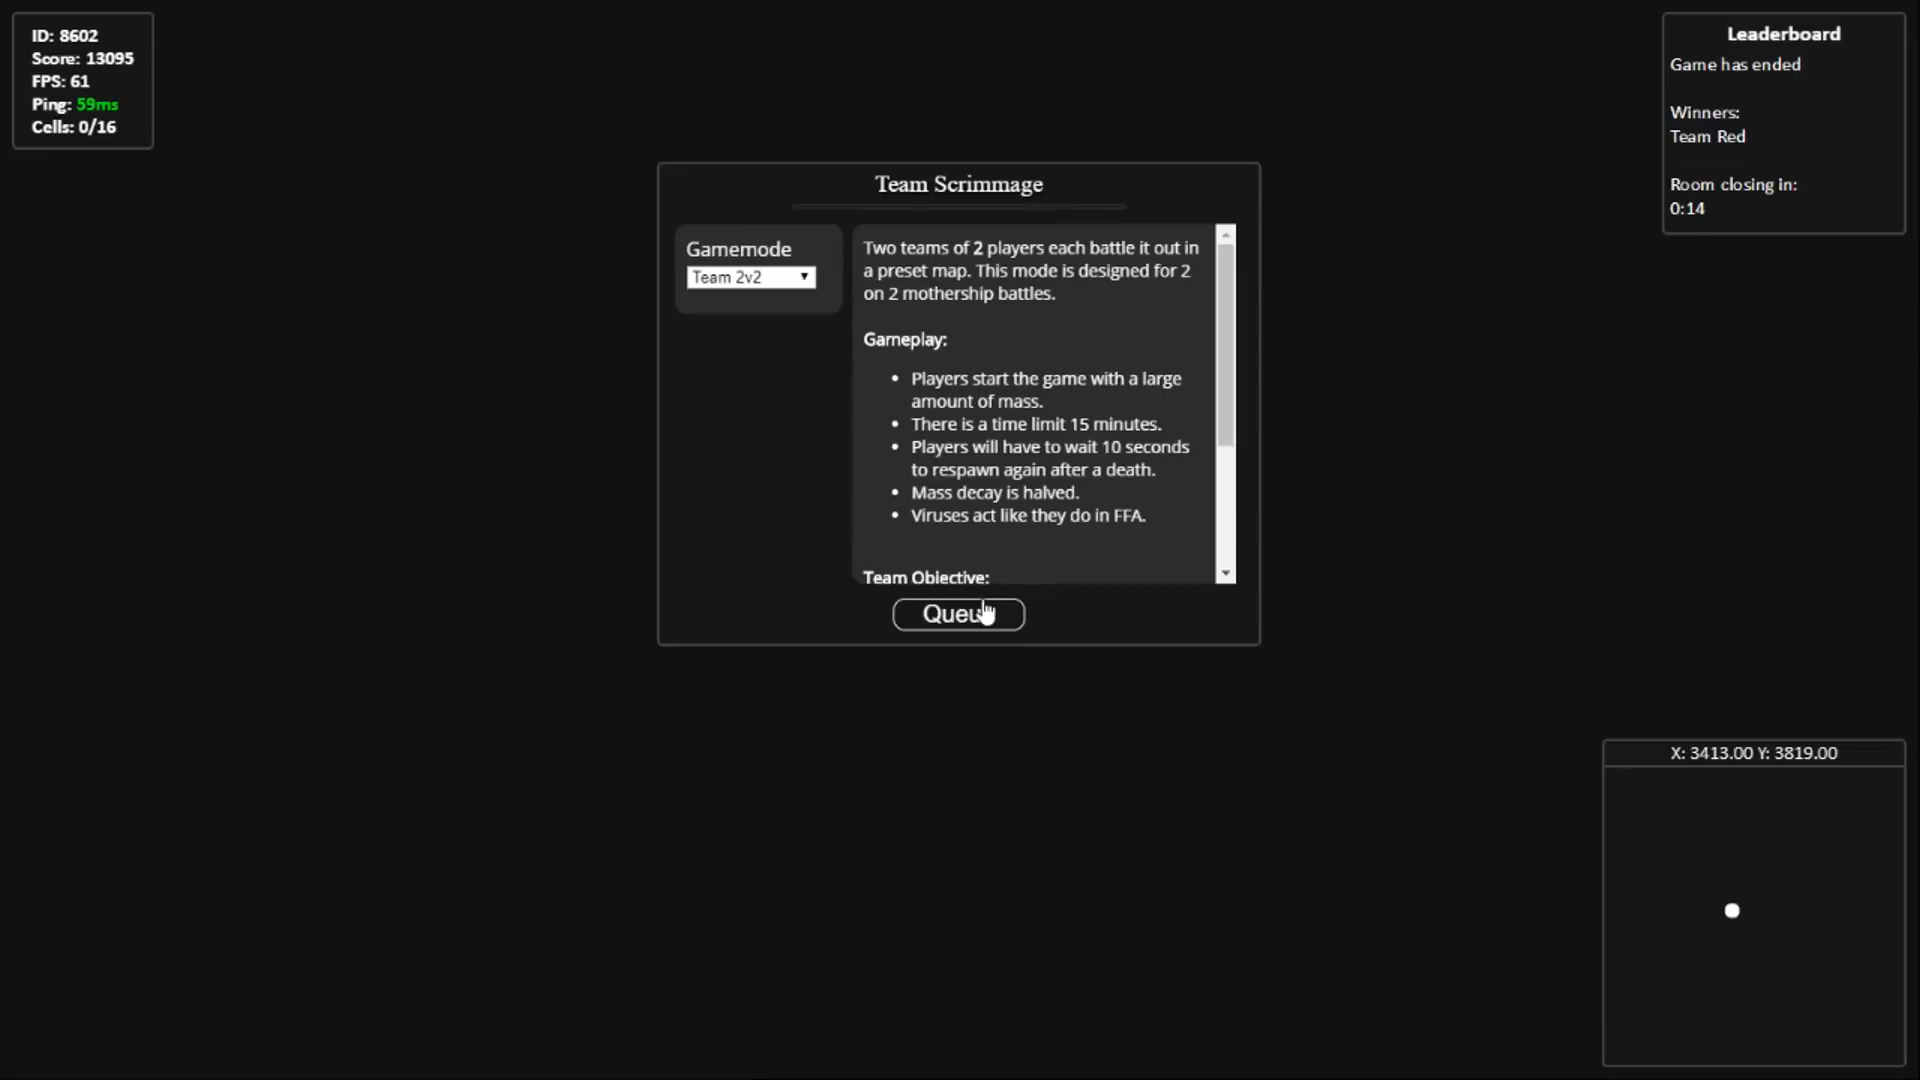 ID: 8602
Score: 13095
FPS: 61
Ping: 59ms
Cells: 0/16
Leaderboard
Game has ended
Winners:
Team Red
Room closing in:
0:14
Team Scrimmage
Gamemode
Team 2v2
Two teams of 2 players each battle it out in
a preset map. This mode is designed for 2
on 2 mothership battles.
Gameplay:
• Players start the game with a large
amount of mass.
• There is a time limit 15 minutes.
• Players will have to wait 10 seconds
to respawn again after a death.
• Mass decay is halved.
• Viruses act like they do in FFA.
Team Objective:
Queue
X: 3413.00 Y: 3819.00